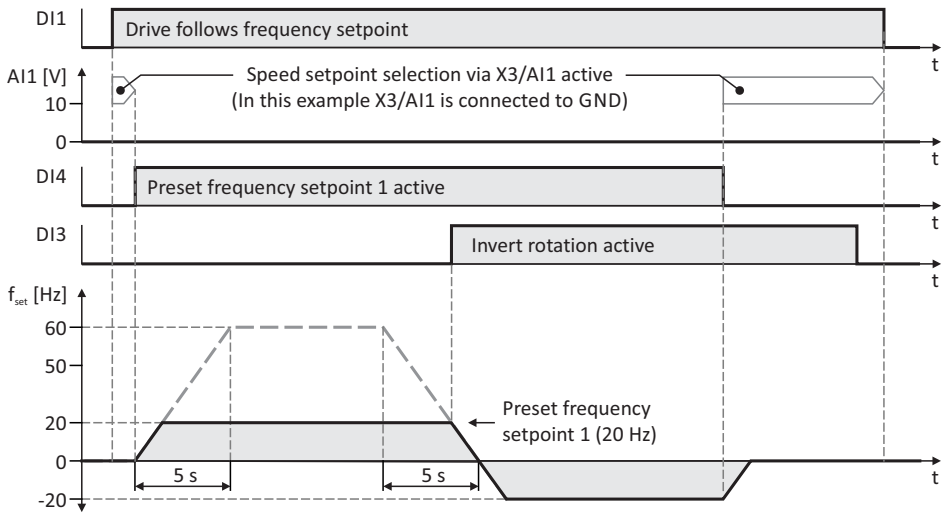 DI1
Drive follows frequency setpoint
t
AI1 [V]
Speed setpoint selection via X3/AI1 active
(In this example X3/AI1 is connected to GND)
10
0
t
DI4
Preset frequency setpoint 1 active
t
DI3
Invert rotation active
t
fset [Hz]
60
50
20
Preset frequency
setpoint 1 (20 Hz)
0
t
5 s
5 s
-20